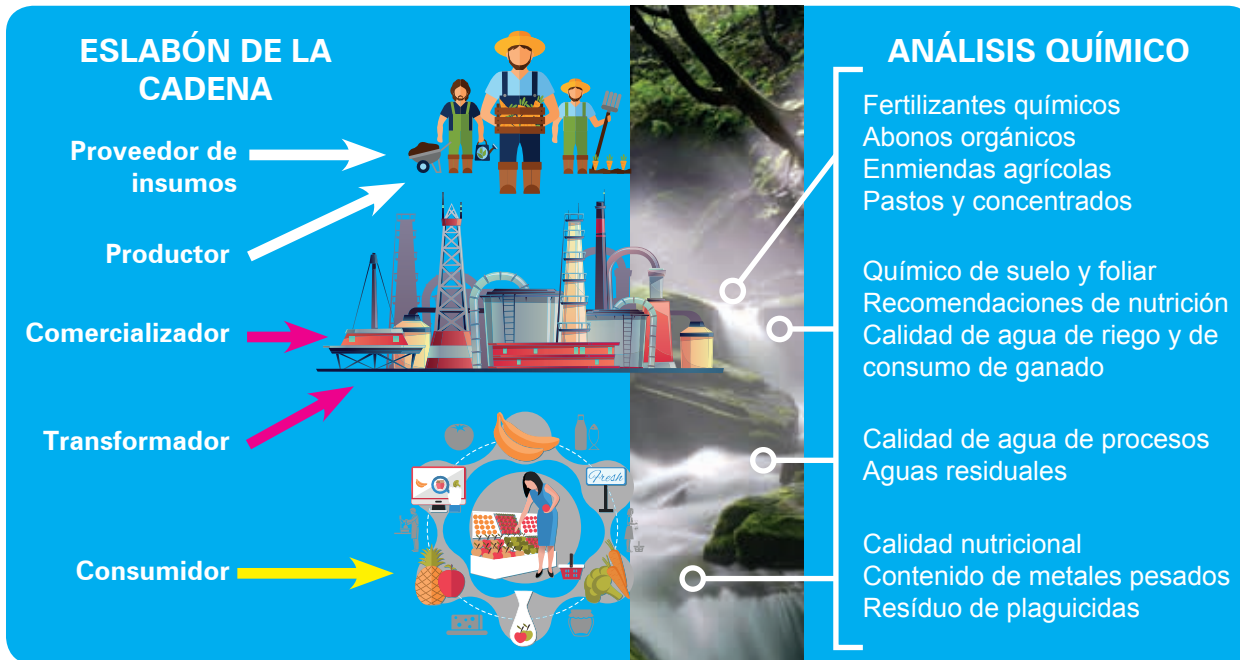 ESLABÓN DE LA
CADENA
Proveedor de
insumos
Productor
Comercializador
Transformador
Consumidor
Fresh
ANÁLISIS QUÍMICO
Fertilizantes químicos
Abonos orgánicos
Enmiendas agrícolas
Pastos y concentrados
Químico de suelo y foliar
Recomendaciones de nutrición
Calidad de agua de riego y de
consumo de ganado
Calidad de agua de procesos
Aguas residuales
Calidad nutricional
Contenido de metales pesados
Resíduo de plaguicidas